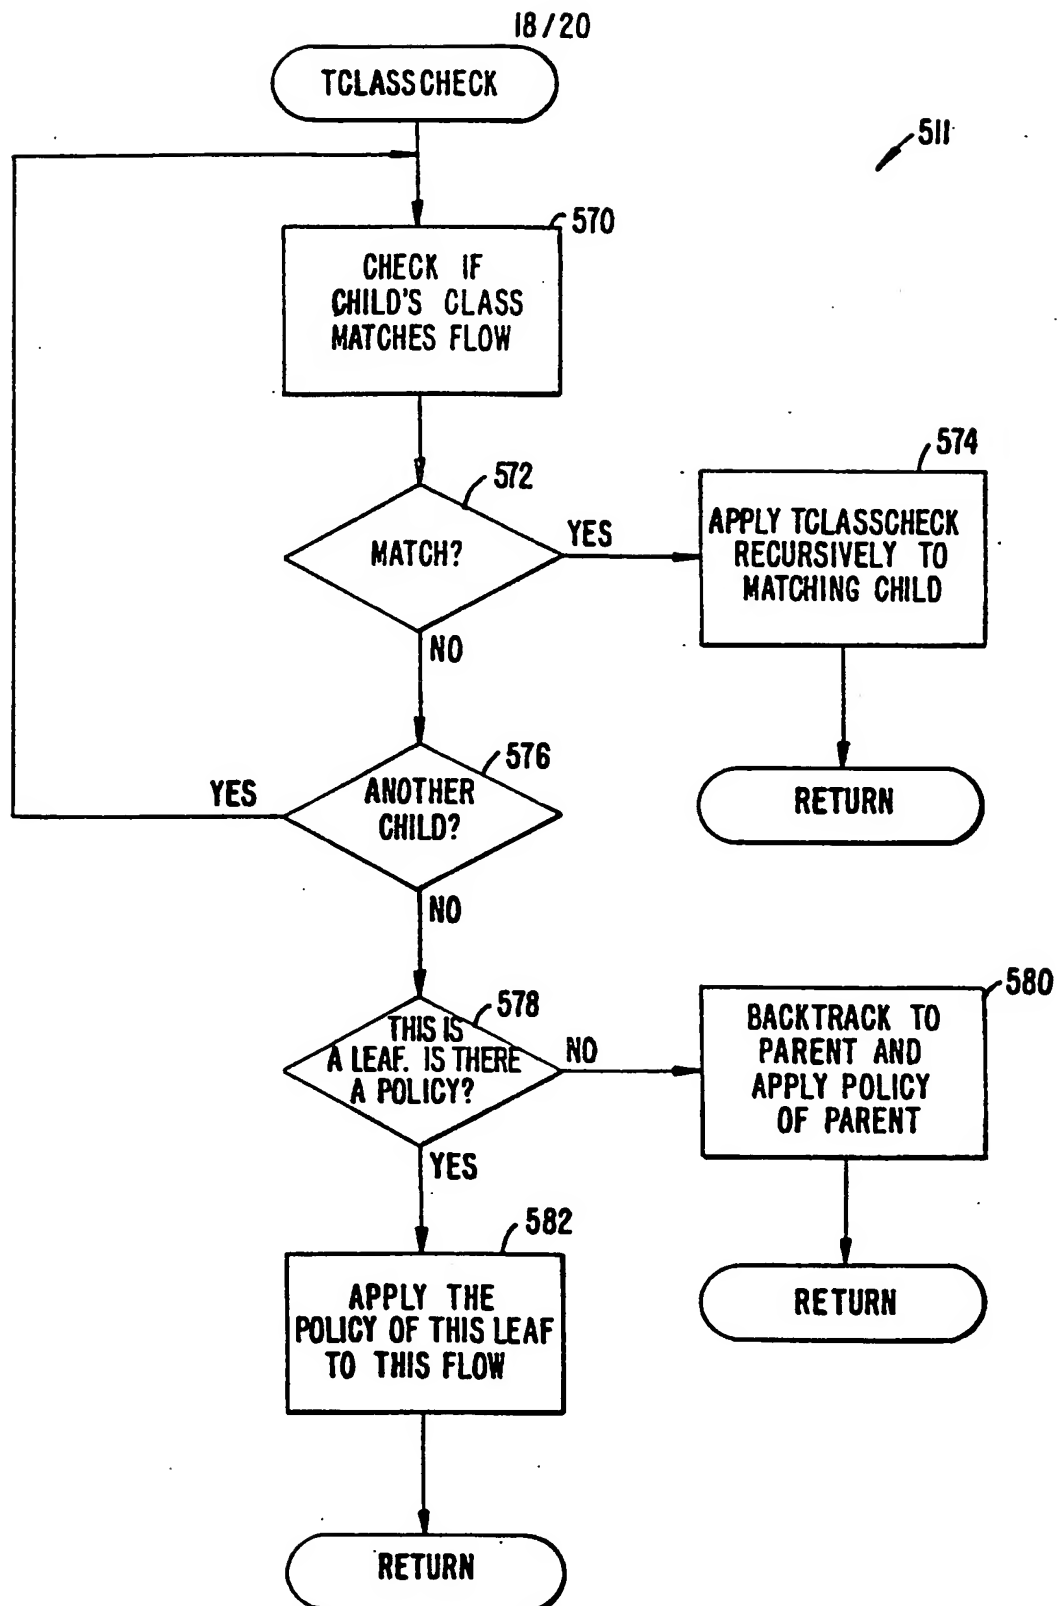 18/20
TCLASSCHECK
511
570
CHECK IF
CHILD'S CLASS
MATCHES FLOW
572
MATCH?
YES
574
APPLY TCLASSCHECK
RECURSIVELY TO
MATCHING CHILD
NO
RETURN
576
ANOTHER
CHILD?
YES
NO
578
THIS IS
A LEAF. IS THERE
A POLICY?
NO
580
BACKTRACK TO
PARENT AND
APPLY POLICY
OF PARENT
YES
RETURN
582
APPLY THE
POLICY OF THIS LEAF
TO THIS FLOW
RETURN